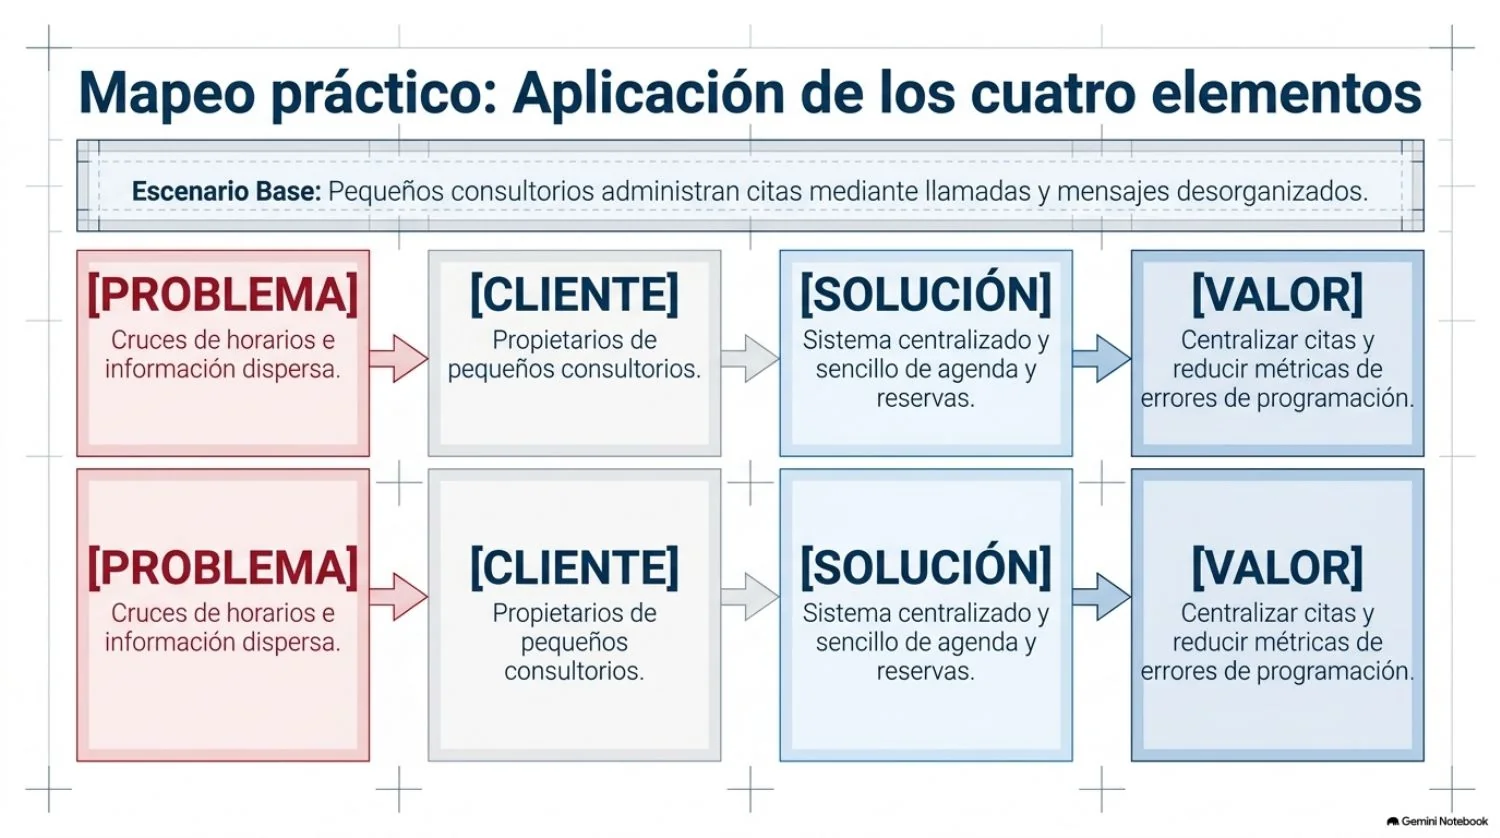 Mapeo práctico: Aplicación de los cuatro elementos
Escenario Base: Pequeños consultorios administran citas mediante llamadas y mensajes desorganizados.
[PROBLEMA]
Cruces de horarios e
información dispersa.
[CLIENTE]
Propietarios de
pequeños consultorios.
[SOLUCIÓN]
Sistema centralizado y
sencillo de agenda y
reservas.
[VALOR]
Centralizar citas y
reducir métricas de
errores de programación.
[PROBLEMA]
Cruces de horarios e
información dispersa.
[CLIENTE]
Propietarios de
pequeños
consultorios.
[SOLUCIÓN]
Sistema centralizado y
sencillo de agenda y
reservas.
[VALOR]
Centralizar citas y
reducir métricas de
errores de programación.
Gemini Notebook